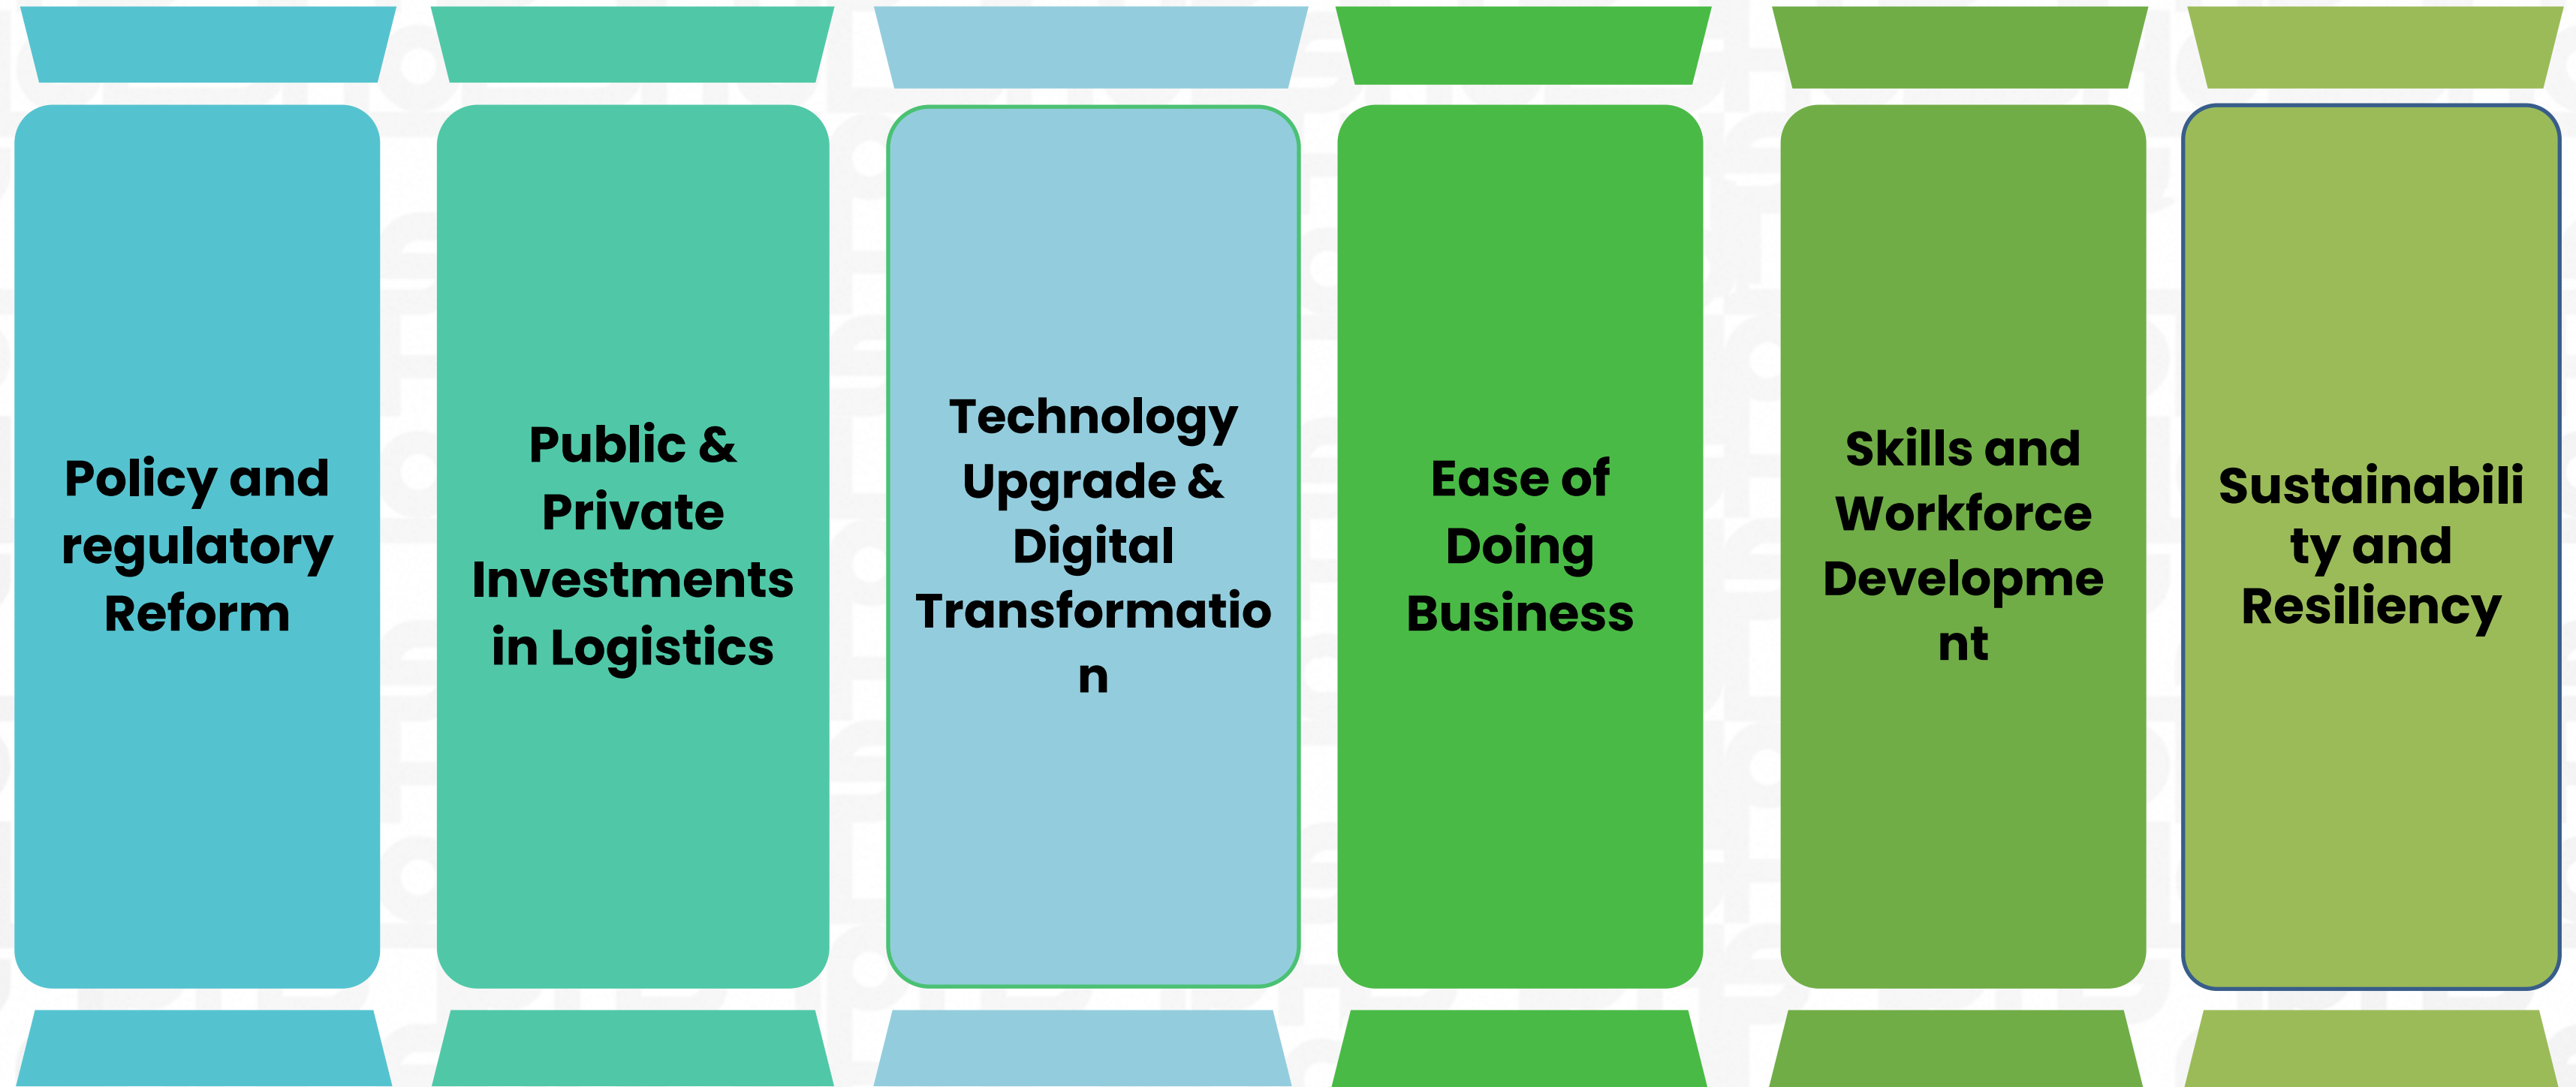 Policy and
regulatory
Reform
Public &
Private
Investments
in Logistics
Technology
Upgrade &
Digital
Transformatio
n
Ease of
Doing
Business
Skills and
Workforce
Developme
nt
Sustainabili
ty and
Resiliency